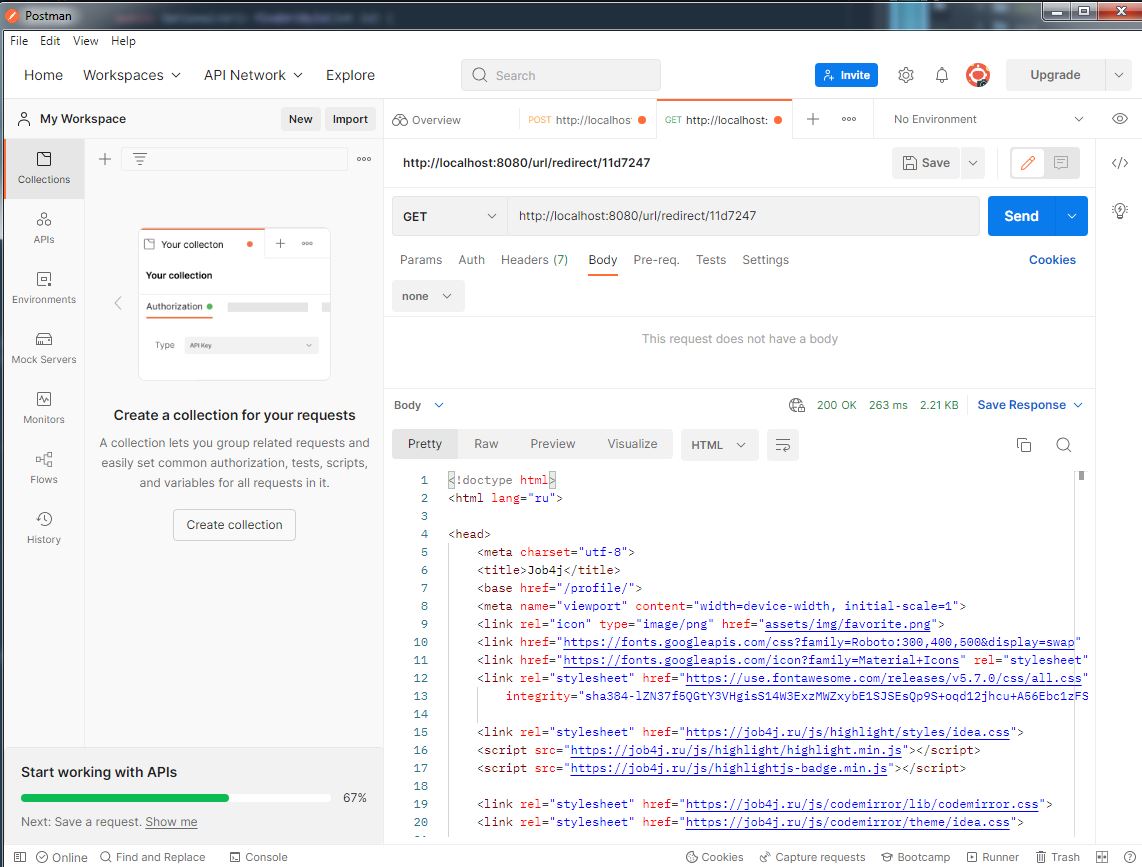 Postman
File Edit View Help
Home Workspaces API Network Explore Search Invite Upgrade
My Workspace New Import
Overview POST http://localhos GET http://localhost: No Environment
Collections
APIs
Environments
Mock Servers
Monitors
Flows
History
Your collecton
Your collection
Authorization
Type API Key
Create a collection for your requests
A collection lets you group related requests and
easily set common authorization, tests, scripts,
and variables for all requests in it.
Create collection
Start working with APIs
67%
Next: Save a request. Show me
http://localhost:8080/url/redirect/11d7247 Save
GET http://localhost:8080/url/redirect/11d7247 Send
Params Auth Headers (7) Body Pre-req. Tests Settings Cookies
none
This request does not have a body
Body 200 OK 263 ms 2.21 KB Save Response
Pretty Raw Preview Visualize HTML
1 <!doctype html>
2 <html lang="ru">
3
4 <head>
5 <meta charset="utf-8">
6 <title>Job4j</title>
7 <base href="/profile/">
8 <meta name="viewport" content="width=device-width, initial-scale=1">
9 <link rel="icon" type="image/png" href="assets/img/favorite.png">
10 <link href="https://fonts.googleapis.com/css?family=Roboto:300,400,500&display=swap"
11 <link href="https://fonts.googleapis.com/icon?family=Material+Icons" rel="stylesheet"
12 <link rel="stylesheet" href="https://use.fontawesome.com/releases/v5.7.0/css/all.css"
13 integrity="sha384-lZN37f5QGtY3VHgisS14W3ExzMWZxybE1SJSEsQp9S+oqd12jhcu+A56Ebc1zFS
14
15 <link rel="stylesheet" href="https://job4j.ru/js/highlight/styles/idea.css">
16 <script src="https://job4j.ru/js/highlight/highlight.min.js"></script>
17 <script src="https://job4j.ru/js/highlightjs-badge.min.js"></script>
18
19 <link rel="stylesheet" href="https://job4j.ru/js/codemirror/lib/codemirror.css">
20 <link rel="stylesheet" href="https://job4j.ru/js/codemirror/theme/idea.css">
Online Find and Replace Console Cookies Capture requests Bootcamp Runner Trash